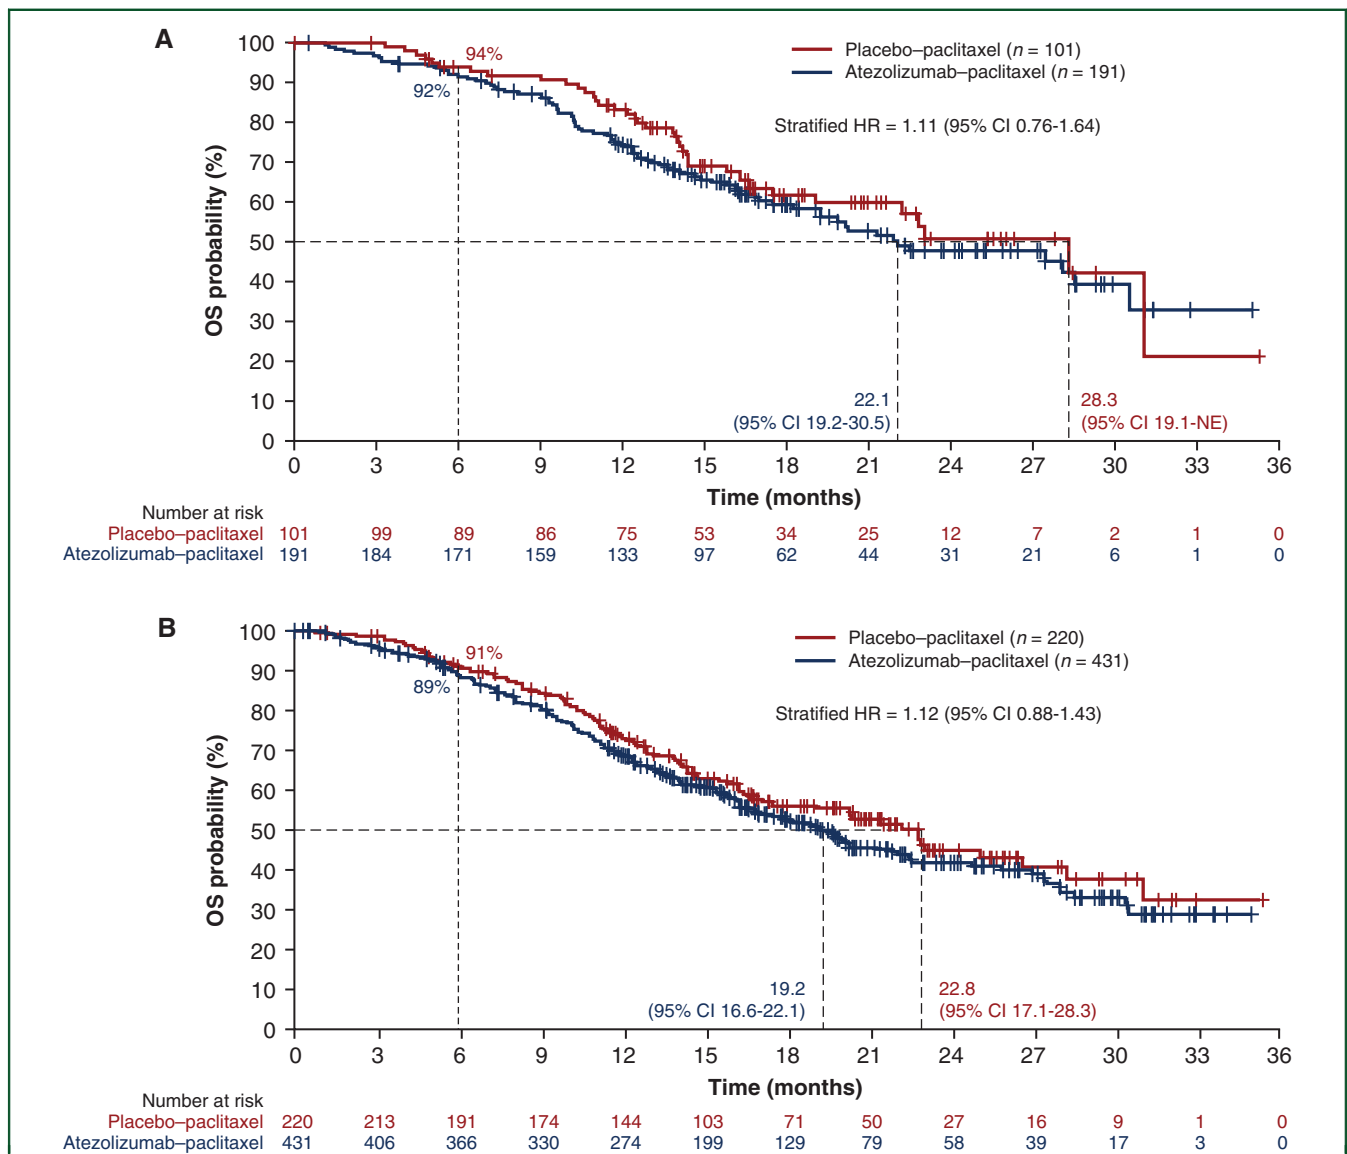 A
Placebo–paclitaxel (n = 101)
Atezolizumab–paclitaxel (n = 191)
Stratified HR = 1.11 (95% CI 0.76-1.64)
94%
92%
OS probability (%)
100
90
80
70
60
50
40
30
20
10
0
22.1
(95% CI 19.2-30.5)
28.3
(95% CI 19.1-NE)
0 3 6 9 12 15 18 21 24 27 30 33 36
Time (months)
Number at risk
Placebo–paclitaxel 101 99 89 86 75 53 34 25 12 7 2 1 0
Atezolizumab–paclitaxel 191 184 171 159 133 97 62 44 31 21 6 1 0
B
Placebo–paclitaxel (n = 220)
Atezolizumab–paclitaxel (n = 431)
Stratified HR = 1.12 (95% CI 0.88-1.43)
91%
89%
OS probability (%)
100
90
80
70
60
50
40
30
20
10
0
19.2
(95% CI 16.6-22.1)
22.8
(95% CI 17.1-28.3)
0 3 6 9 12 15 18 21 24 27 30 33 36
Time (months)
Number at risk
Placebo–paclitaxel 220 213 191 174 144 103 71 50 27 16 9 1 0
Atezolizumab–paclitaxel 431 406 366 330 274 199 129 79 58 39 17 3 0